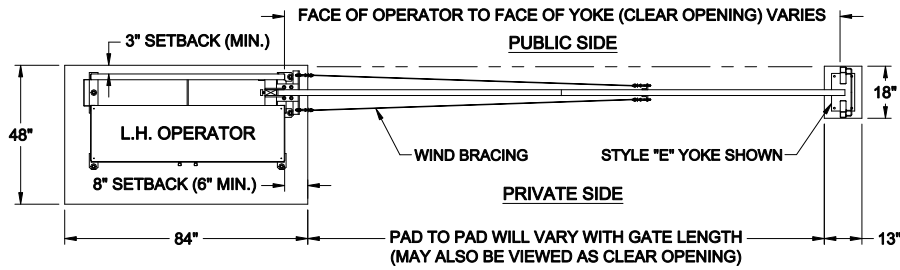 FACE OF OPERATOR TO FACE OF YOKE (CLEAR OPENING) VARIES
3" SETBACK (MIN.)
PUBLIC SIDE
48"
L.H. OPERATOR
18"
WIND BRACING
STYLE "E" YOKE SHOWN
8" SETBACK (6" MIN.)
PRIVATE SIDE
84"
PAD TO PAD WILL VARY WITH GATE LENGTH
(MAY ALSO BE VIEWED AS CLEAR OPENING)
13"